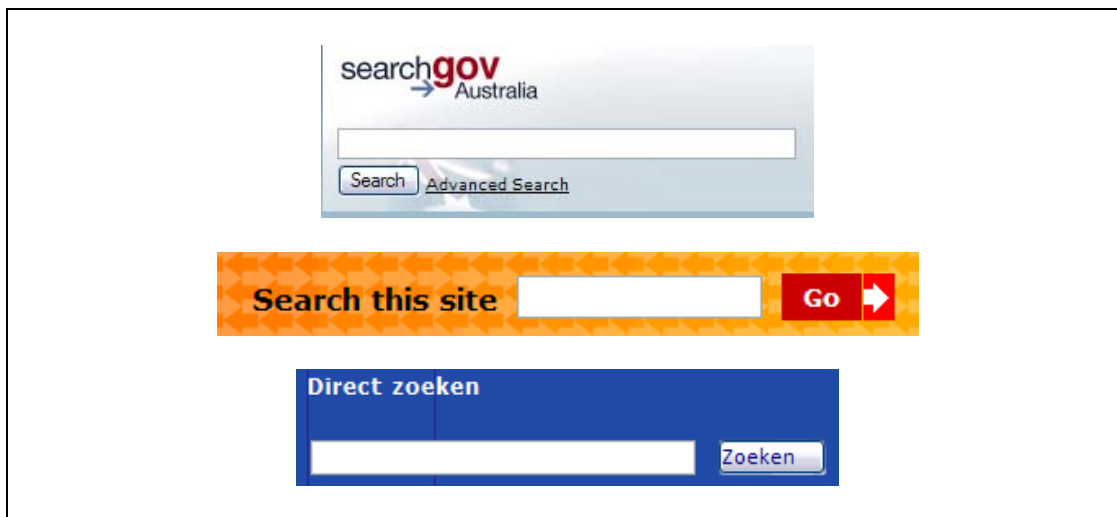 searchgov
Australia
Search Advanced Search
Search this site Go
Direct zoeken
Zoeken